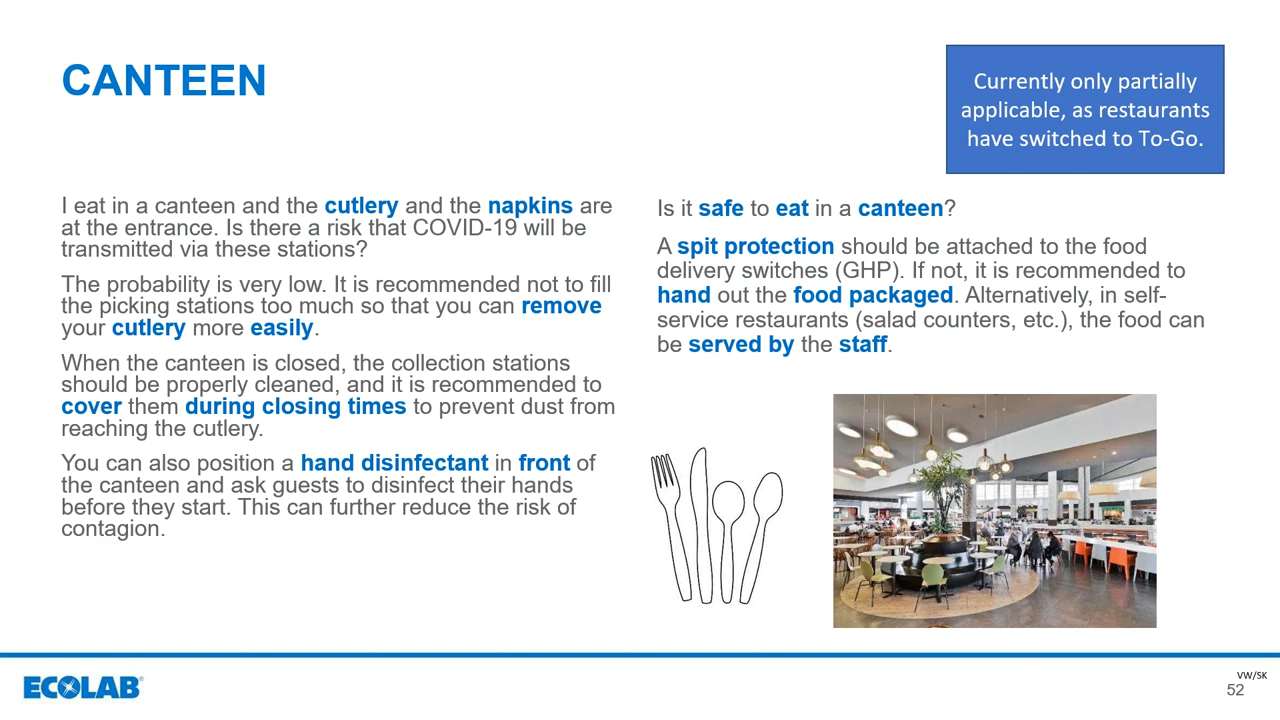 CANTEEN
Currently only partially
applicable, as restaurants
have switched to To-Go.
I eat in a canteen and the cutlery and the napkins are
at the entrance. Is there a risk that COVID-19 will be
transmitted via these stations?
The probability is very low. It is recommended not to fill
the picking stations too much so that you can remove
your cutlery more easily.
When the canteen is closed, the collection stations
should be properly cleaned, and it is recommended to
cover them during closing times to prevent dust from
reaching the cutlery.
You can also position a hand disinfectant in front of
the canteen and ask guests to disinfect their hands
before they start. This can further reduce the risk of
contagion.
Is it safe to eat in a canteen?
A spit protection should be attached to the food
delivery switches (GHP). If not, it is recommended to
hand out the food packaged. Alternatively, in self-
service restaurants (salad counters, etc.), the food can
be served by the staff.
ECOLAB®
VW/SK
52